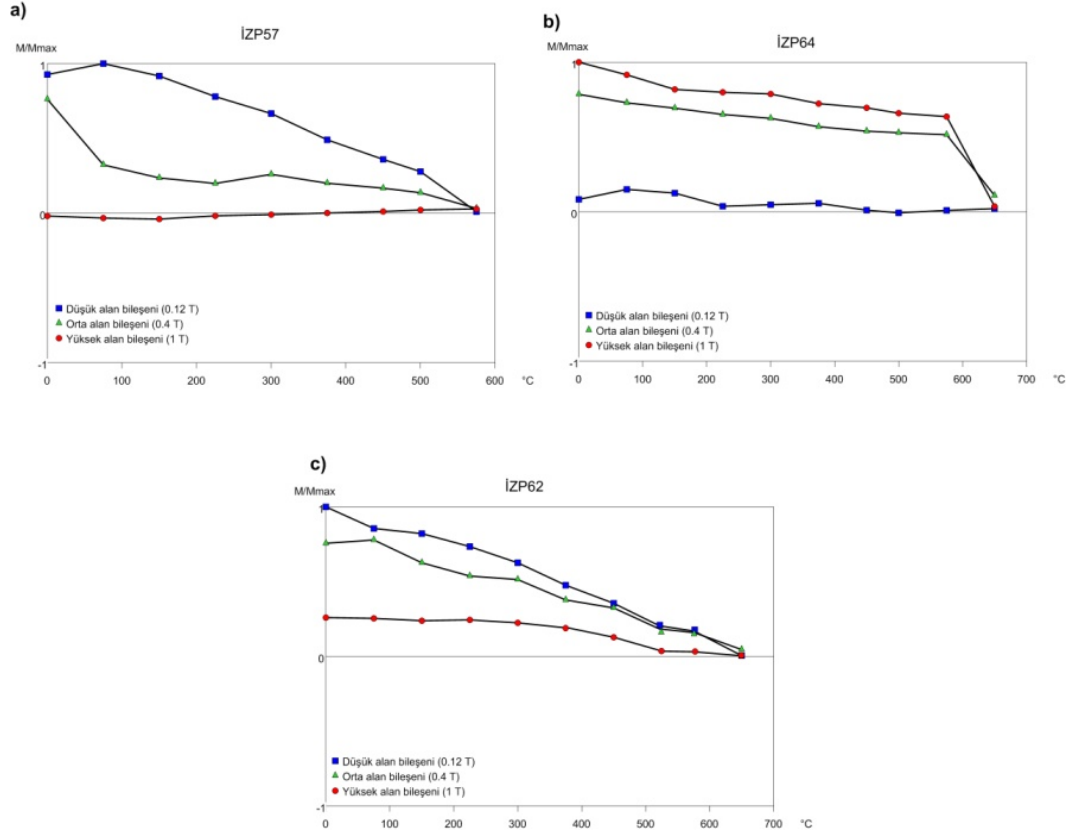 a)
İZP57
M/Mmax
1
0
-1
Düşük alan bileşeni (0.12 T)
Orta alan bileşeni (0.4 T)
Yüksek alan bileşeni (1 T)
0 100 200 300 400 500 600 °C
b)
İZP64
M/Mmax
1
0
-1
Düşük alan bileşeni (0.12 T)
Orta alan bileşeni (0.4 T)
Yüksek alan bileşeni (1 T)
0 100 200 300 400 500 600 700 °C
c)
İZP62
M/Mmax
1
0
-1
Düşük alan bileşeni (0.12 T)
Orta alan bileşeni (0.4 T)
Yüksek alan bileşeni (1 T)
0 100 200 300 400 500 600 700 °C